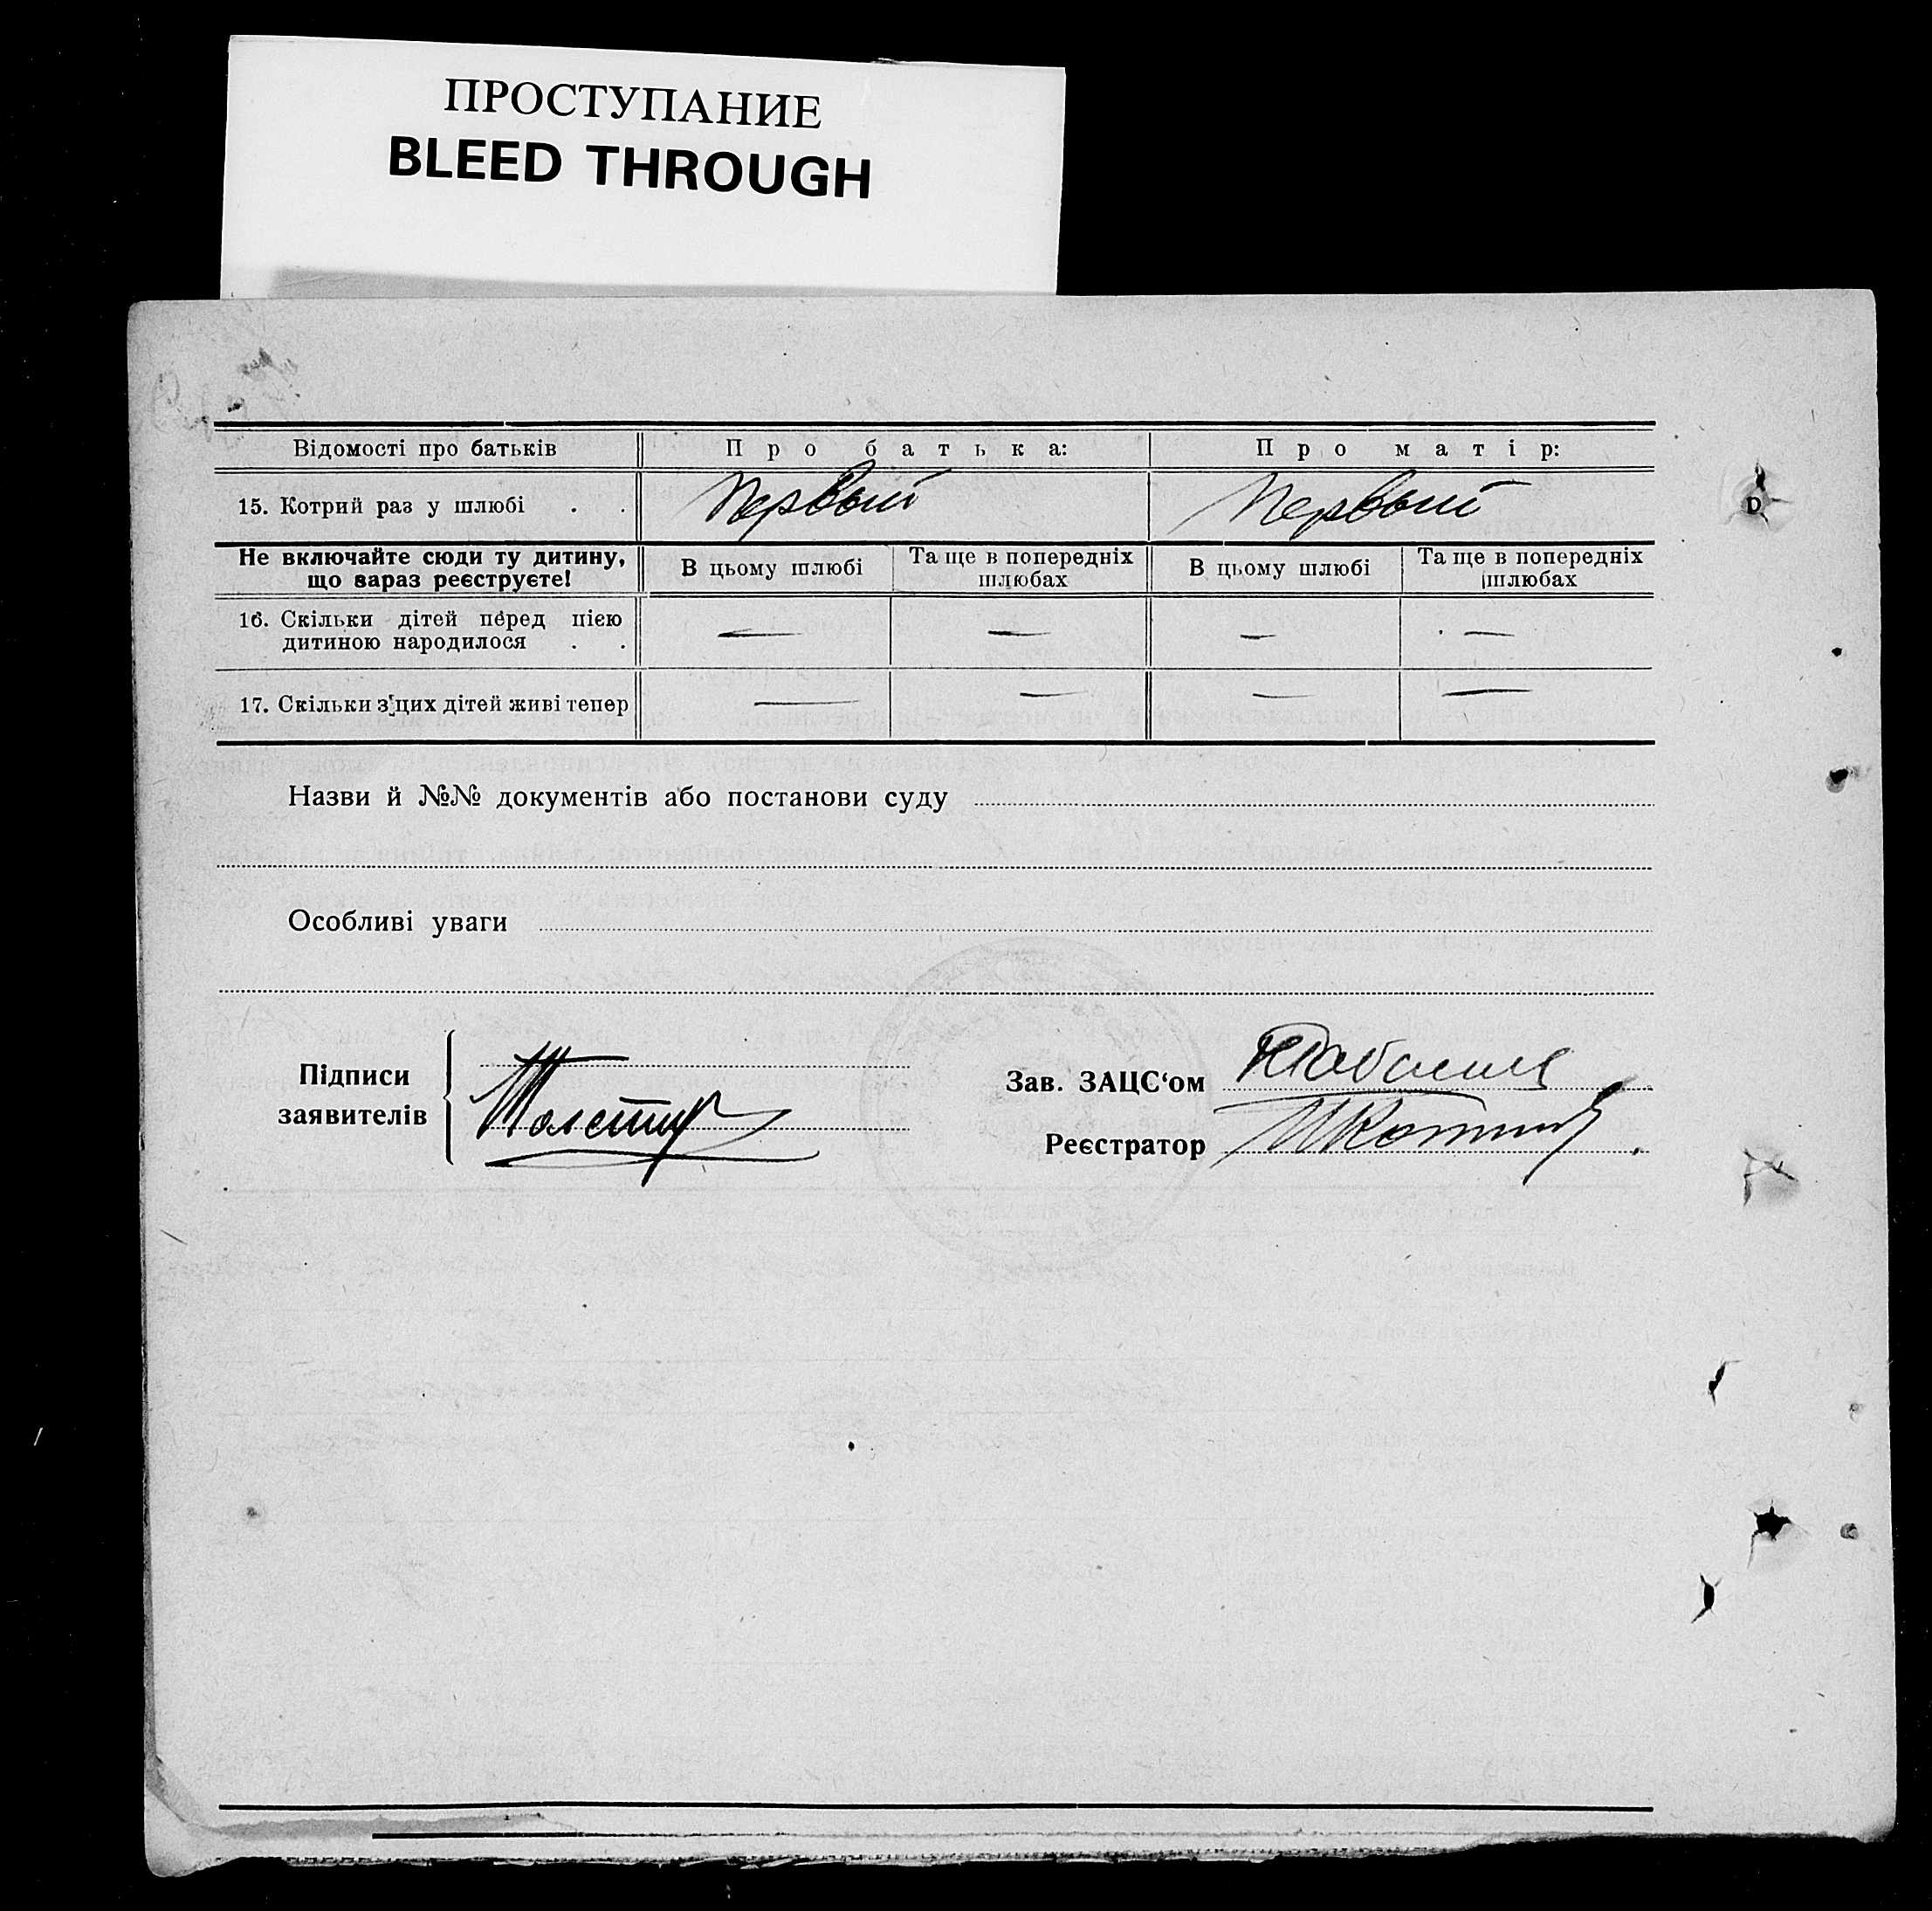 ПРОСТУПАНИЕ
BLEED THROUGH
Відомості про батьків Про батька: Про матір:
15. Котрий раз у шлюбі . . Первый Первый
Не включайте сюди ту дитину, що зараз реєструєте! В цьому шлюбі Та ще в попередніх шлюбах В цьому шлюбі Та ще в попередніх шлюбах
16. Скільки дітей перед цією дитиною народилося . . — — — —
17. Скільки з цих дітей живі тепер — — — —
Назви й №№ документів або постанови суду
Особливі уваги
Підписи заявителів
Зав. ЗАЦС‘ом
Реєстратор